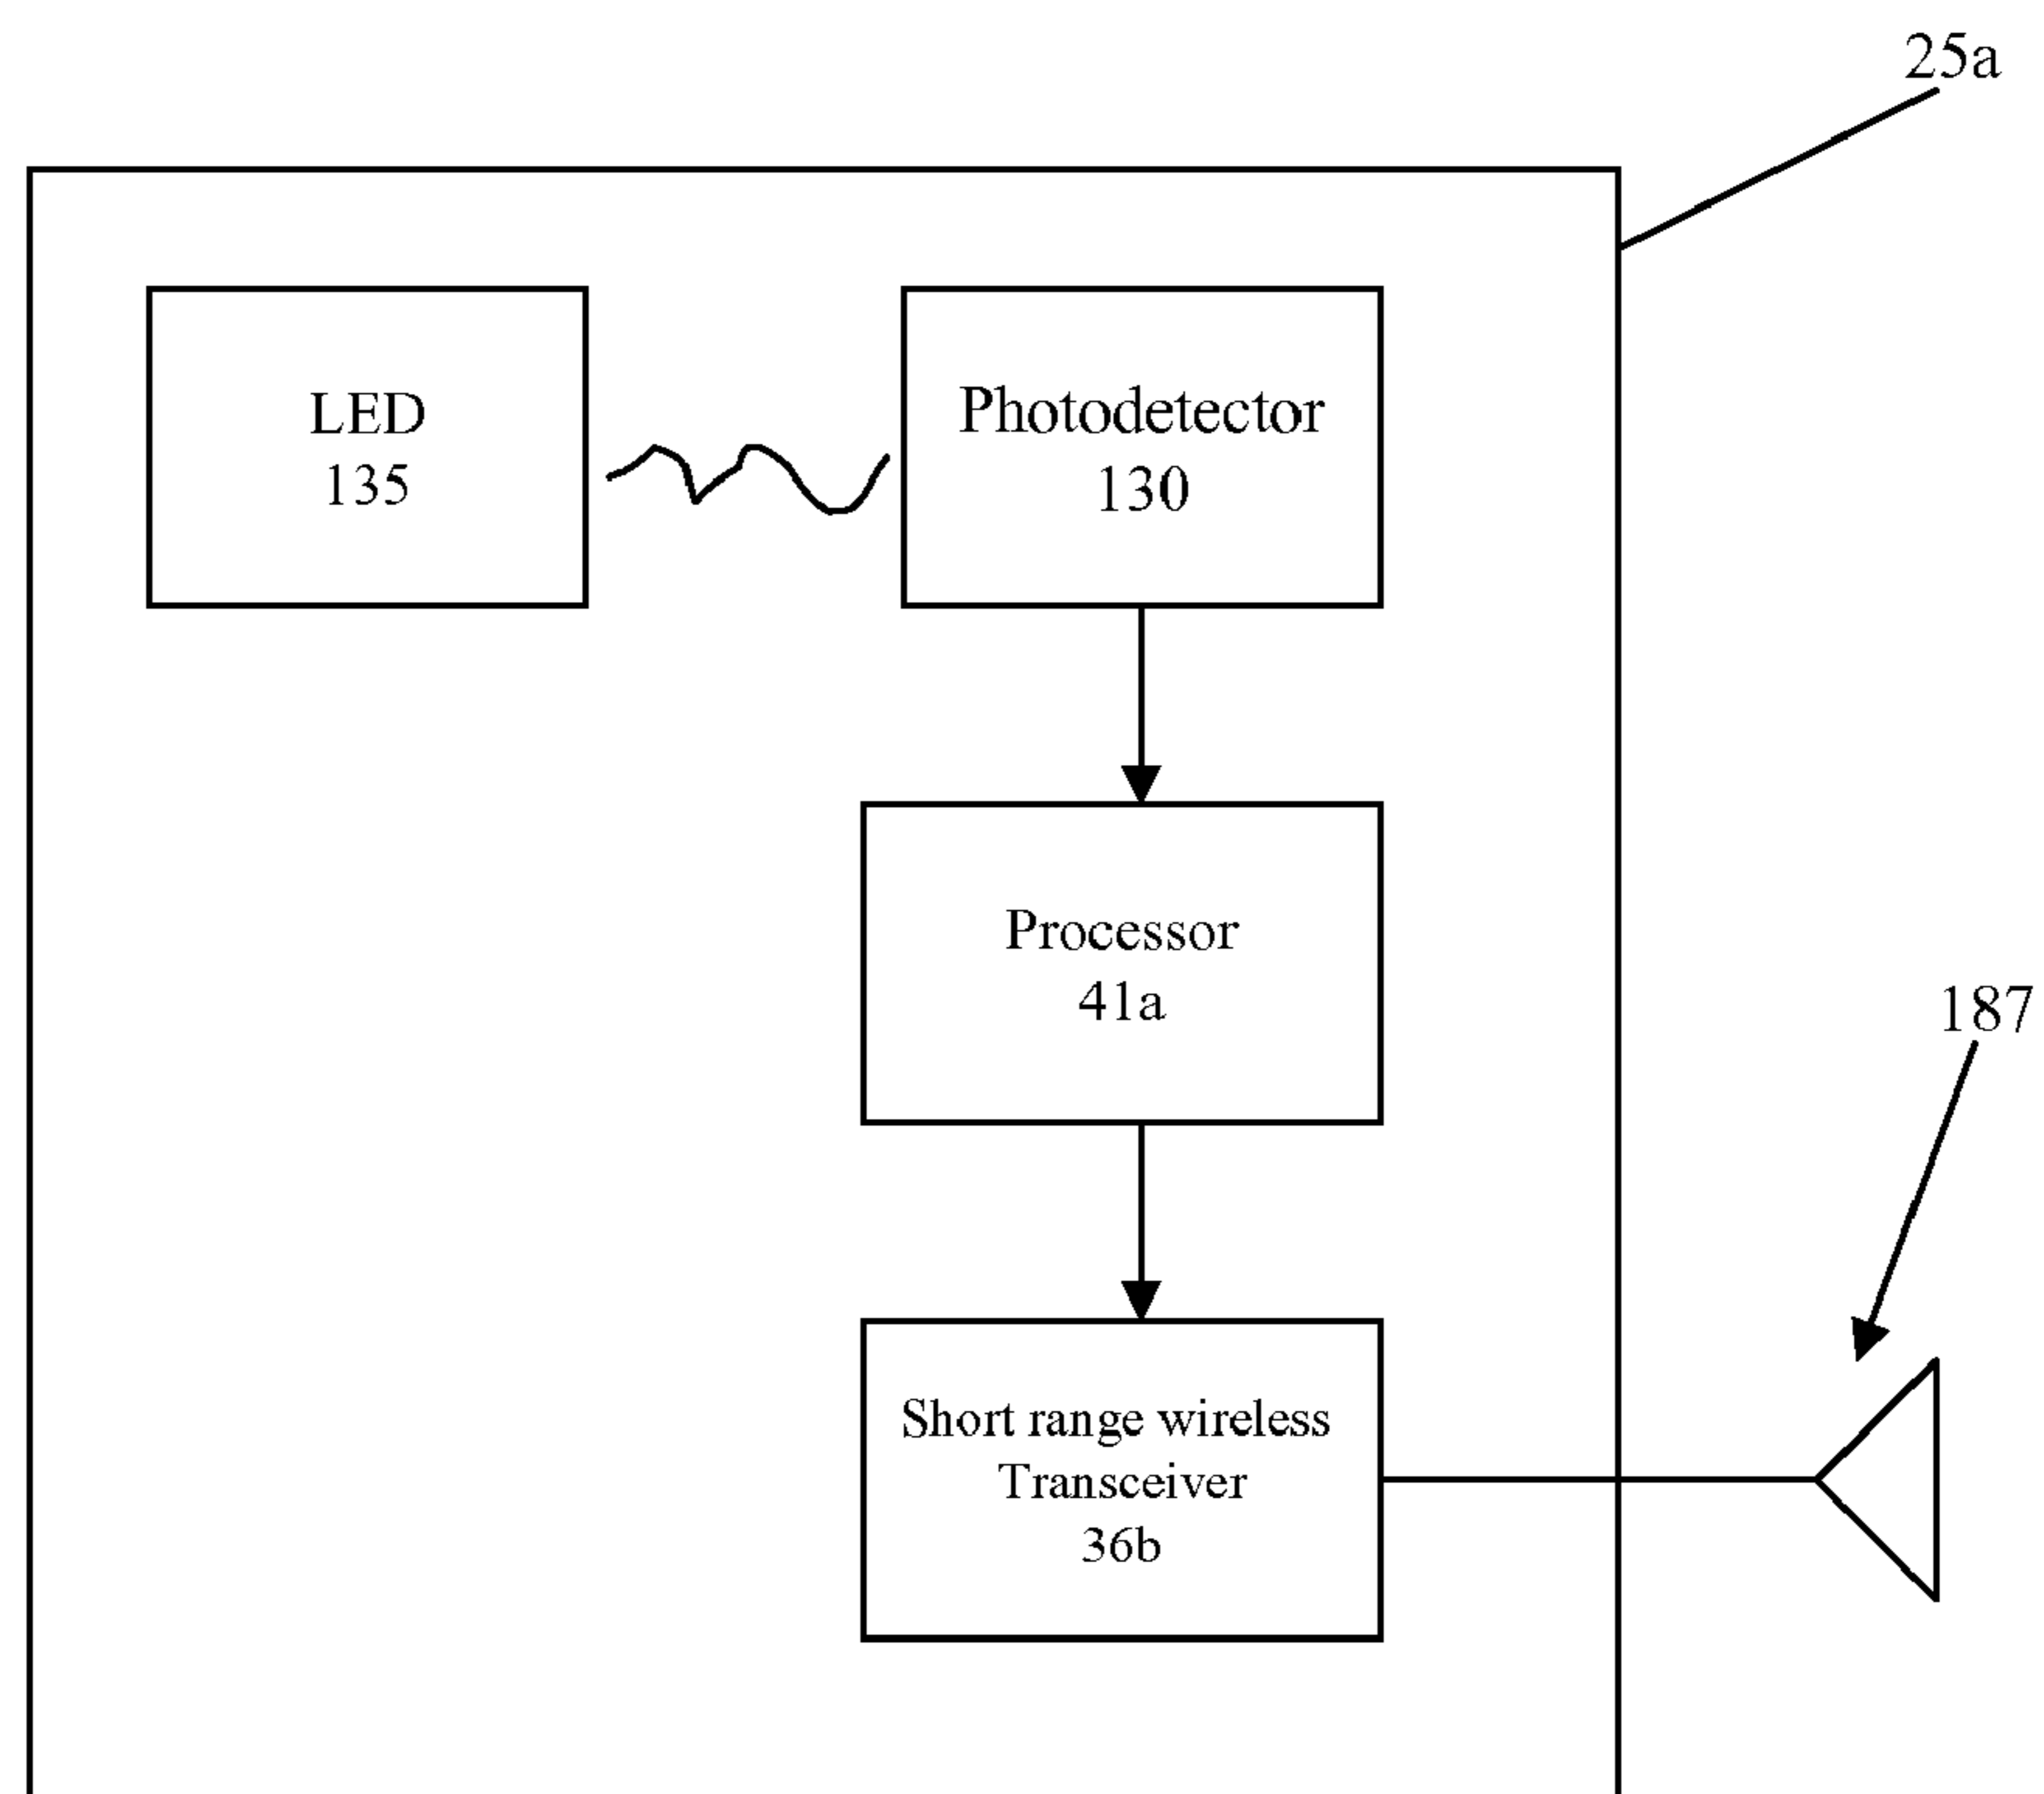 25a
LED
135
Photodetector
130
Processor
41a
187
Short range wireless
Transceiver
36b